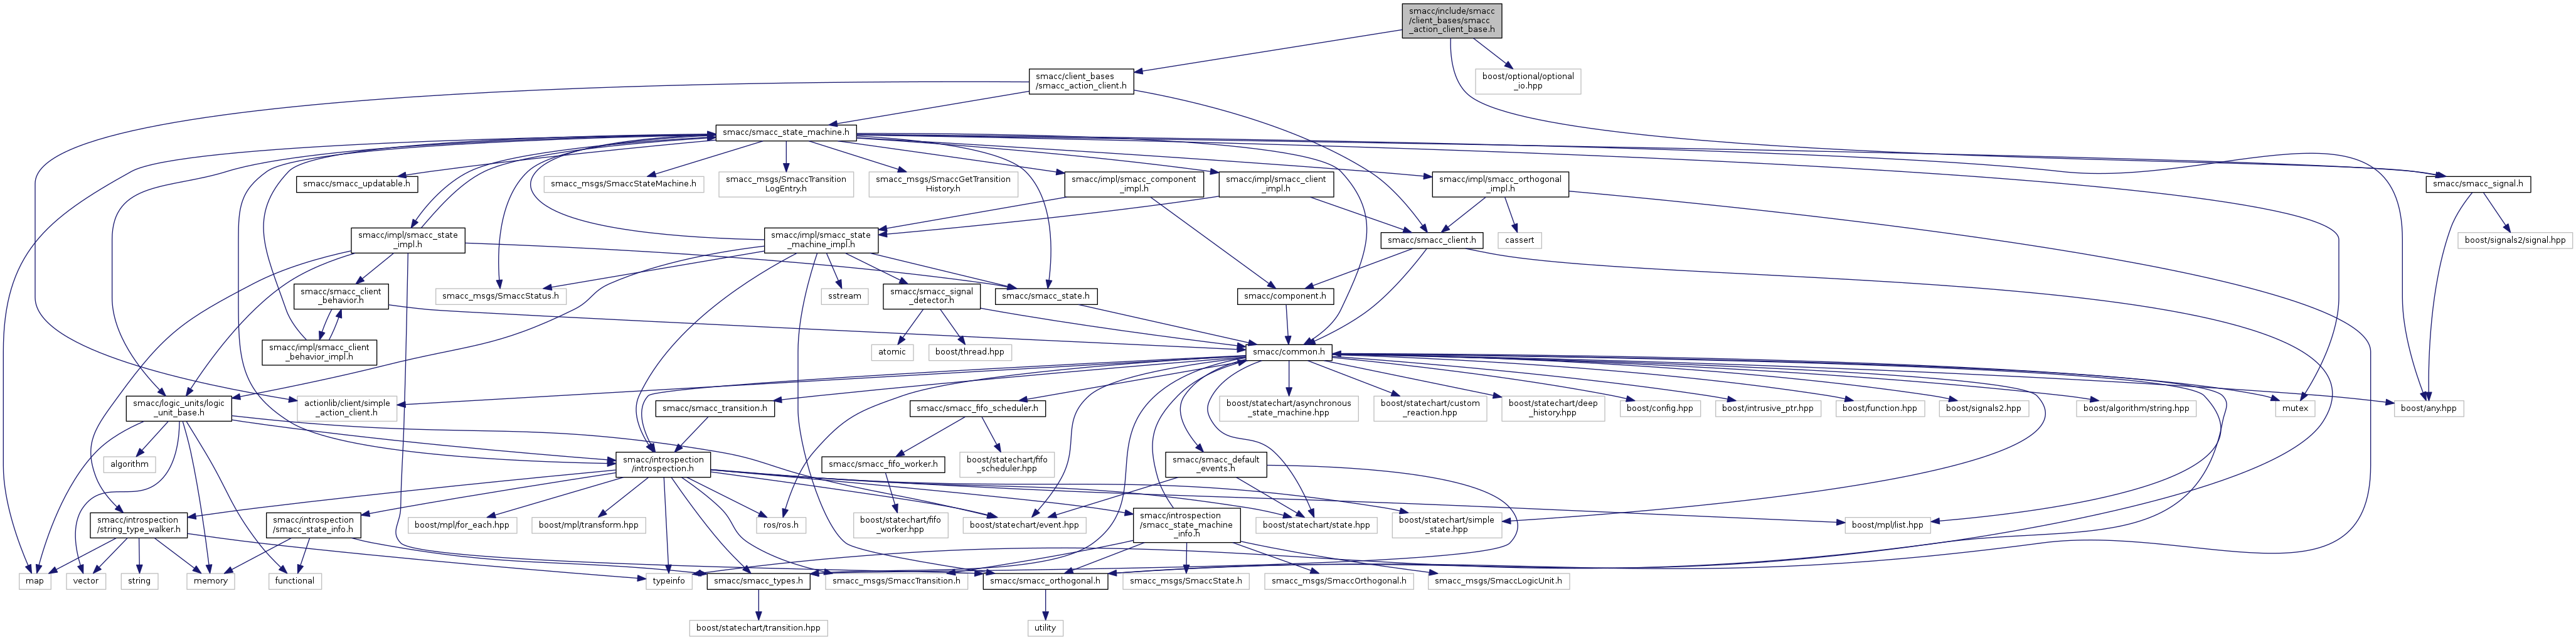 smacc/include/smacc
/client_bases/smacc
_action_client_base.h
smacc/client_bases
/smacc_action_client.h
boost/optional/optional
_io.hpp
smacc/smacc_state_machine.h
smacc/smacc_updatable.h
smacc_msgs/SmaccStateMachine.h
smacc_msgs/SmaccTransition
LogEntry.h
smacc_msgs/SmaccGetTransition
History.h
smacc/impl/smacc_component
_impl.h
smacc/impl/smacc_client
_impl.h
smacc/impl/smacc_orthogonal
_impl.h
smacc/smacc_signal.h
smacc/impl/smacc_state
_impl.h
smacc/impl/smacc_state
_machine_impl.h
smacc/smacc_client.h
cassert
boost/signals2/signal.hpp
smacc/smacc_client
_behavior.h
smacc_msgs/SmaccStatus.h
sstream
smacc/smacc_signal
_detector.h
smacc/smacc_state.h
smacc/component.h
smacc/impl/smacc_client
_behavior_impl.h
atomic
boost/thread.hpp
smacc/common.h
smacc/logic_units/logic
_unit_base.h
actionlib/client/simple
_action_client.h
smacc/smacc_transition.h
smacc/smacc_fifo_scheduler.h
boost/statechart/asynchronous
_state_machine.hpp
boost/statechart/custom
_reaction.hpp
boost/statechart/deep
_history.hpp
boost/config.hpp
boost/intrusive_ptr.hpp
boost/function.hpp
boost/signals2.hpp
boost/algorithm/string.hpp
mutex
boost/any.hpp
algorithm
smacc/introspection
/introspection.h
smacc/smacc_fifo_worker.h
boost/statechart/fifo
_scheduler.hpp
smacc/smacc_default
_events.h
smacc/introspection
/string_type_walker.h
smacc/introspection
/smacc_state_info.h
boost/mpl/for_each.hpp
boost/mpl/transform.hpp
ros/ros.h
boost/statechart/fifo
_worker.hpp
boost/statechart/event.hpp
smacc/introspection
/smacc_state_machine
_info.h
boost/statechart/state.hpp
boost/statechart/simple
_state.hpp
boost/mpl/list.hpp
map
vector
string
memory
functional
typeinfo
smacc/smacc_types.h
smacc_msgs/SmaccTransition.h
smacc/smacc_orthogonal.h
smacc_msgs/SmaccState.h
smacc_msgs/SmaccOrthogonal.h
smacc_msgs/SmaccLogicUnit.h
boost/statechart/transition.hpp
utility